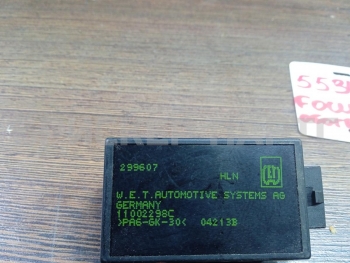 299607
HLN
W.E.T.AUTOMOTIVE SYSTEMS AG
GERMANY
11002298C
>PA6-GK-30< 04213B